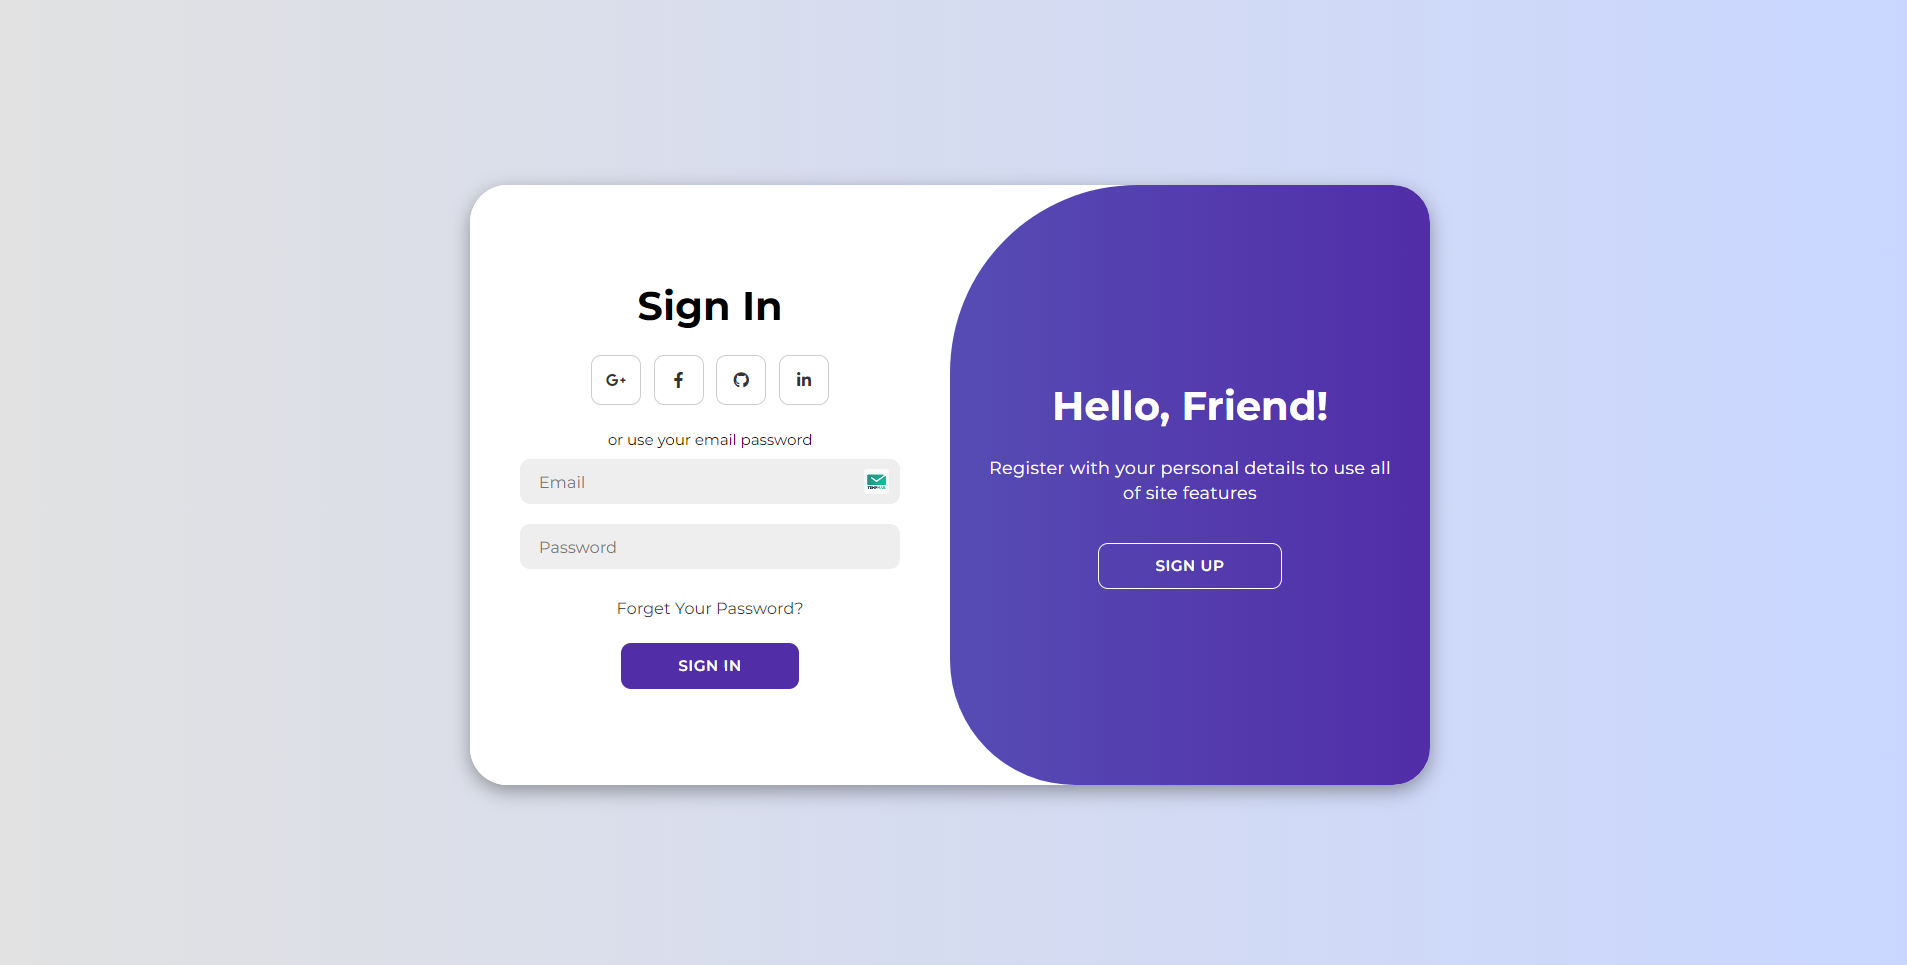 Sign In
G+
f
in
or use your email password
Email
Password
Forget Your Password?
SIGN IN
Hello, Friend!
Register with your personal details to use all
of site features
SIGN UP